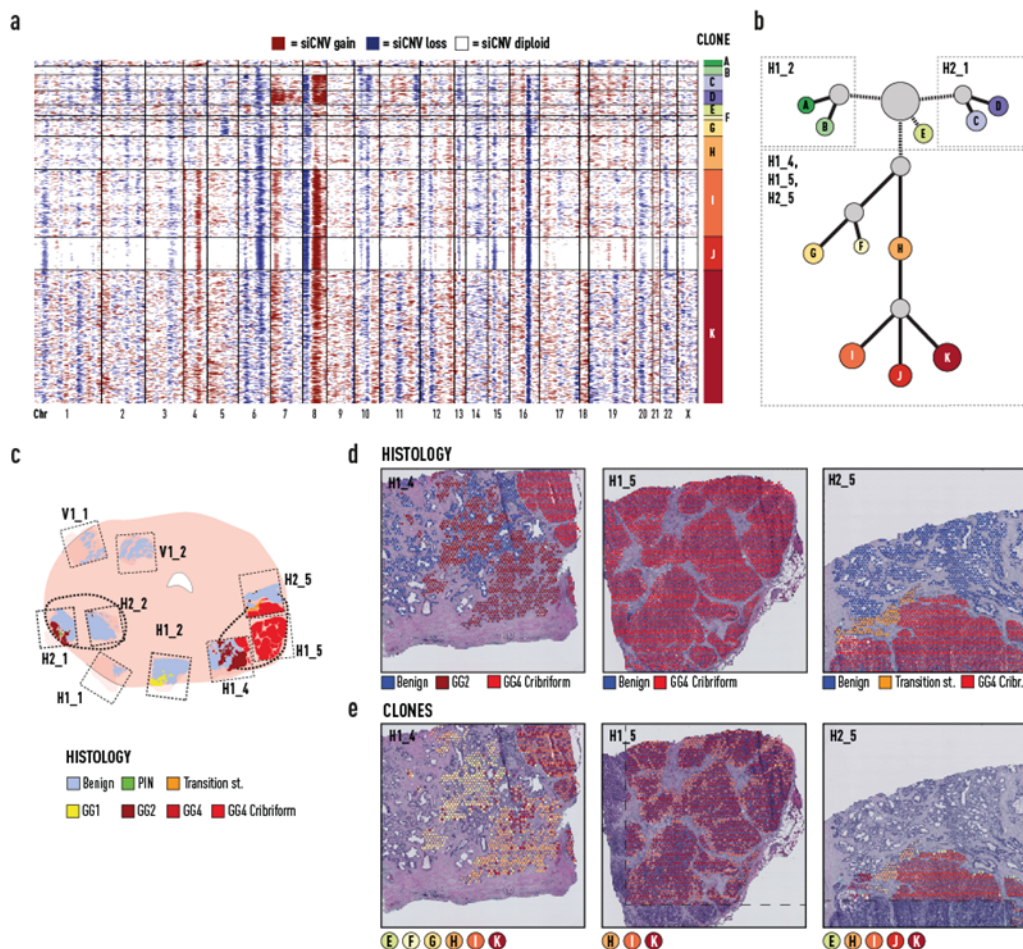 a
= siCNV gain = siCNV loss = siCNV diploid
CLONE
A
B
C
D
E
F
G
H
I
J
K
Chr 1 2 3 4 5 6 7 8 9 10 11 12 13 14 15 16 17 18 19 20 21 22 X
b
H1_2
H2_1
A
B
D
C
E
H1_4,
H1_5,
H2_5
G
F
H
I
J
K
c
V1_1
V1_2
H2_5
H2_2
H1_2
H2_1
H1_5
H1_4
H1_1
HISTOLOGY
Benign PIN Transition st.
GG1 GG2 GG4 GG4 Cribriform
d HISTOLOGY
H1_4
H1_5
H2_5
Benign GG2 GG4 Cribriform
Benign GG4 Cribriform
Benign Transition st. GG4 Cribr.
e CLONES
H1_4
H1_5
H2_5
E F G H I K
H I K
E H I J K